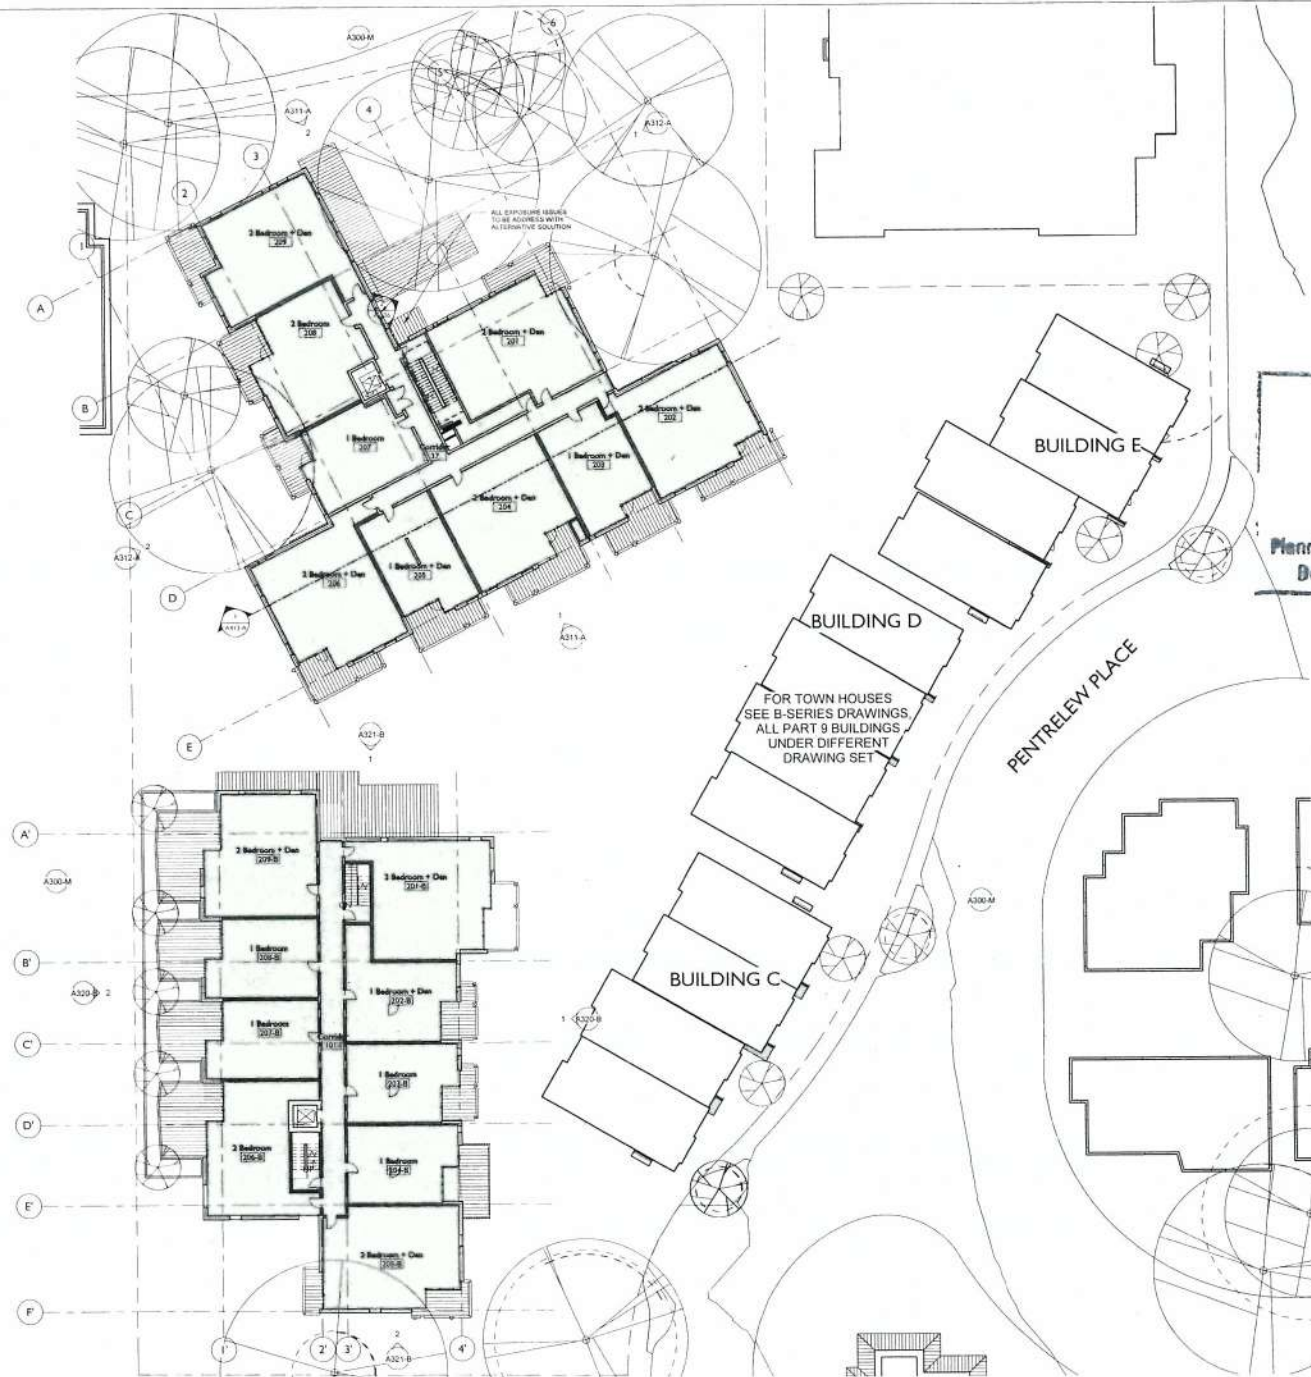 6
A300-M
5
A311-A
2
4
A312-A
1
3
2
ALL EXPOSURE ISSUES
TO BE ADDRESS WITH
ALTERNATIVE SOLUTION
2 Bedroom + Den
209
1
A
2 Bedroom
208
2 Bedroom + Den
201
2 Bedroom + Den
202
B
1 Bedroom
207
Corridor
1 Bedroom + Den
203
BUILDING E
2 Bedroom + Den
204
C
2
1 Bedroom + Den
205
2 Bedroom + Den
206
D
1
A311-A
BUILDING D
PENTRELEW PLACE
FOR TOWN HOUSES
SEE B-SERIES DRAWINGS,
ALL PART 9 BUILDINGS
UNDER DIFFERENT
DRAWING SET
E
A321-B
1
A'
2 Bedroom + Den
209-B
2 Bedroom + Den
201-B
A300-M
A300-M
1 Bedroom
208-B
B'
BUILDING C
A320-B
2
1 Bedroom + Den
202-B
1
A320-B
1 Bedroom
207-B
C'
Corridor
1 Bedroom
203-B
D'
2 Bedroom
206-B
1 Bedroom
204-B
E'
2 Bedroom + Den
205-B
F'
1'
2'
3'
4'
2
A321-B